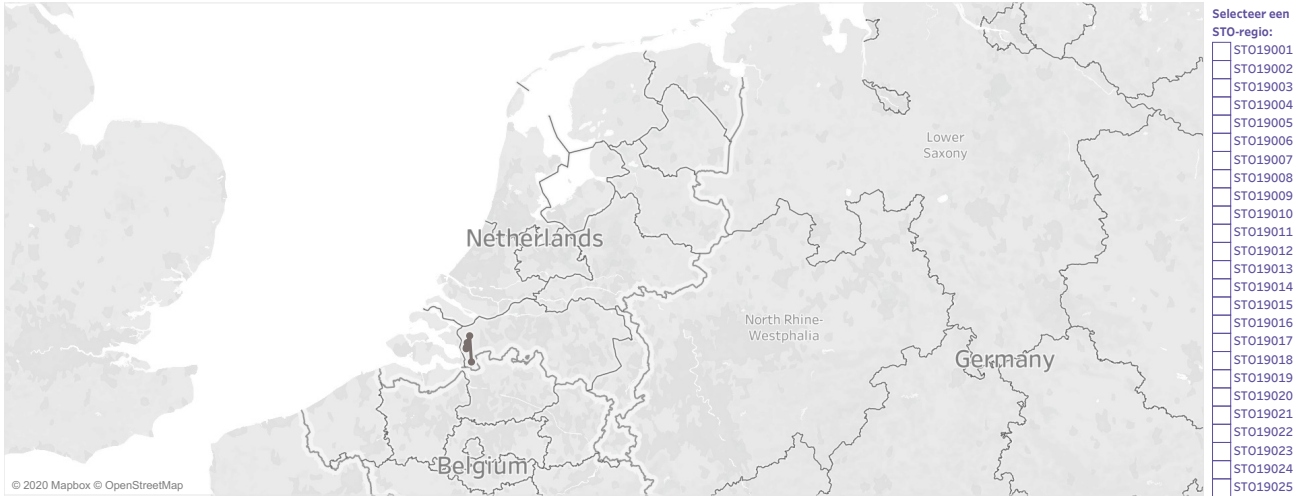 Selecteer een
STO-regio:
STO19001
STO19002
STO19003
STO19004
STO19005
STO19006
STO19007
STO19008
STO19009
STO19010
STO19011
STO19012
STO19013
STO19014
STO19015
STO19016
STO19017
STO19018
STO19019
STO19020
STO19021
STO19022
STO19023
STO19024
STO19025
Lower
Saxony
Netherlands
North Rhine-
Westphalia
Germany
Belgium
© 2020 Mapbox © OpenStreetMap